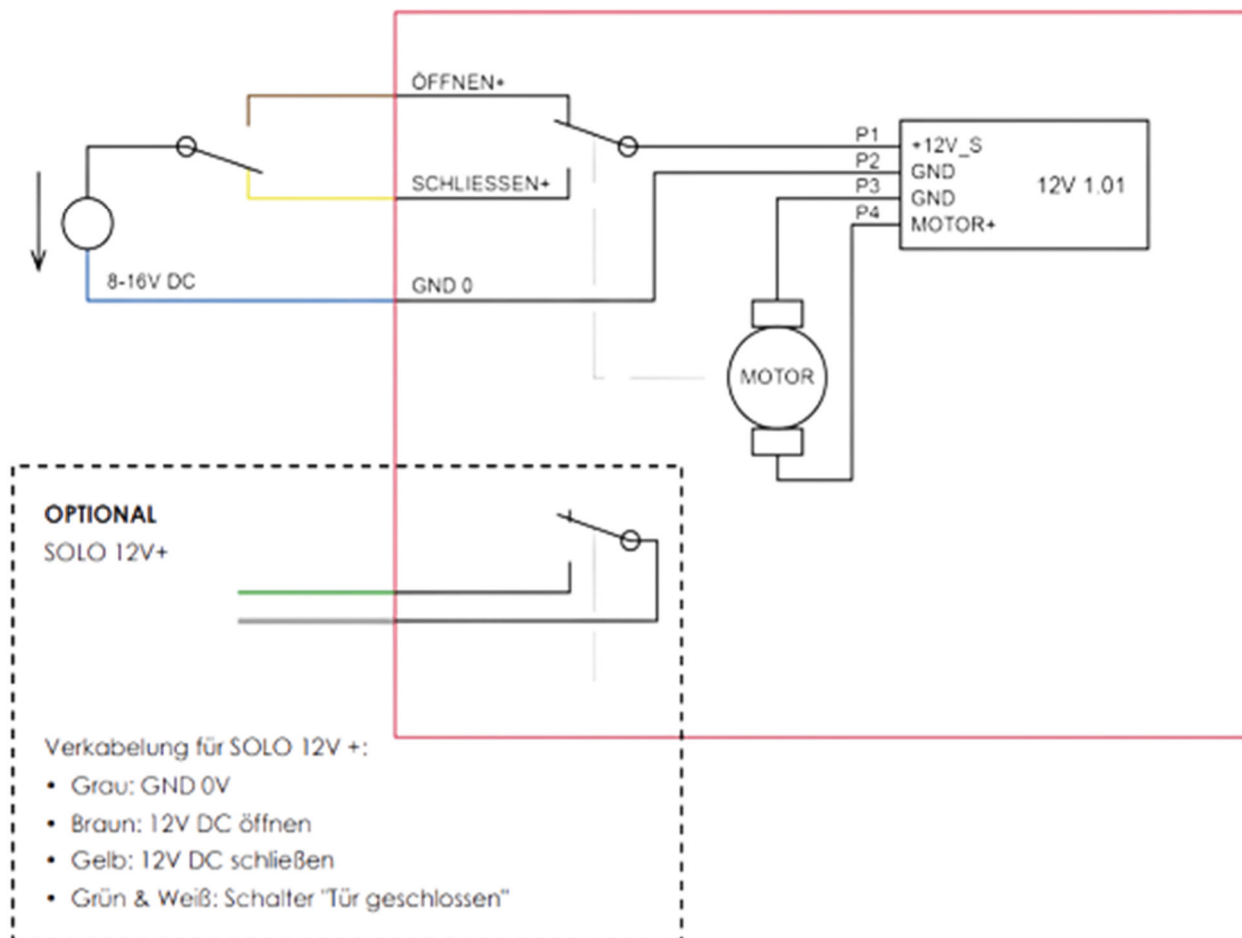 ÖFFNEN+
SCHLIESSEN+
8-16V DC
GND 0
P1
P2
P3
P4
+12V_S
GND
GND
MOTOR+
12V 1.01
MOTOR
OPTIONAL
SOLO 12V+
Verkabelung für SOLO 12V +:
• Grau: GND 0V
• Braun: 12V DC öffnen
• Gelb: 12V DC schließen
• Grün & Weiß: Schalter "Tür geschlossen"